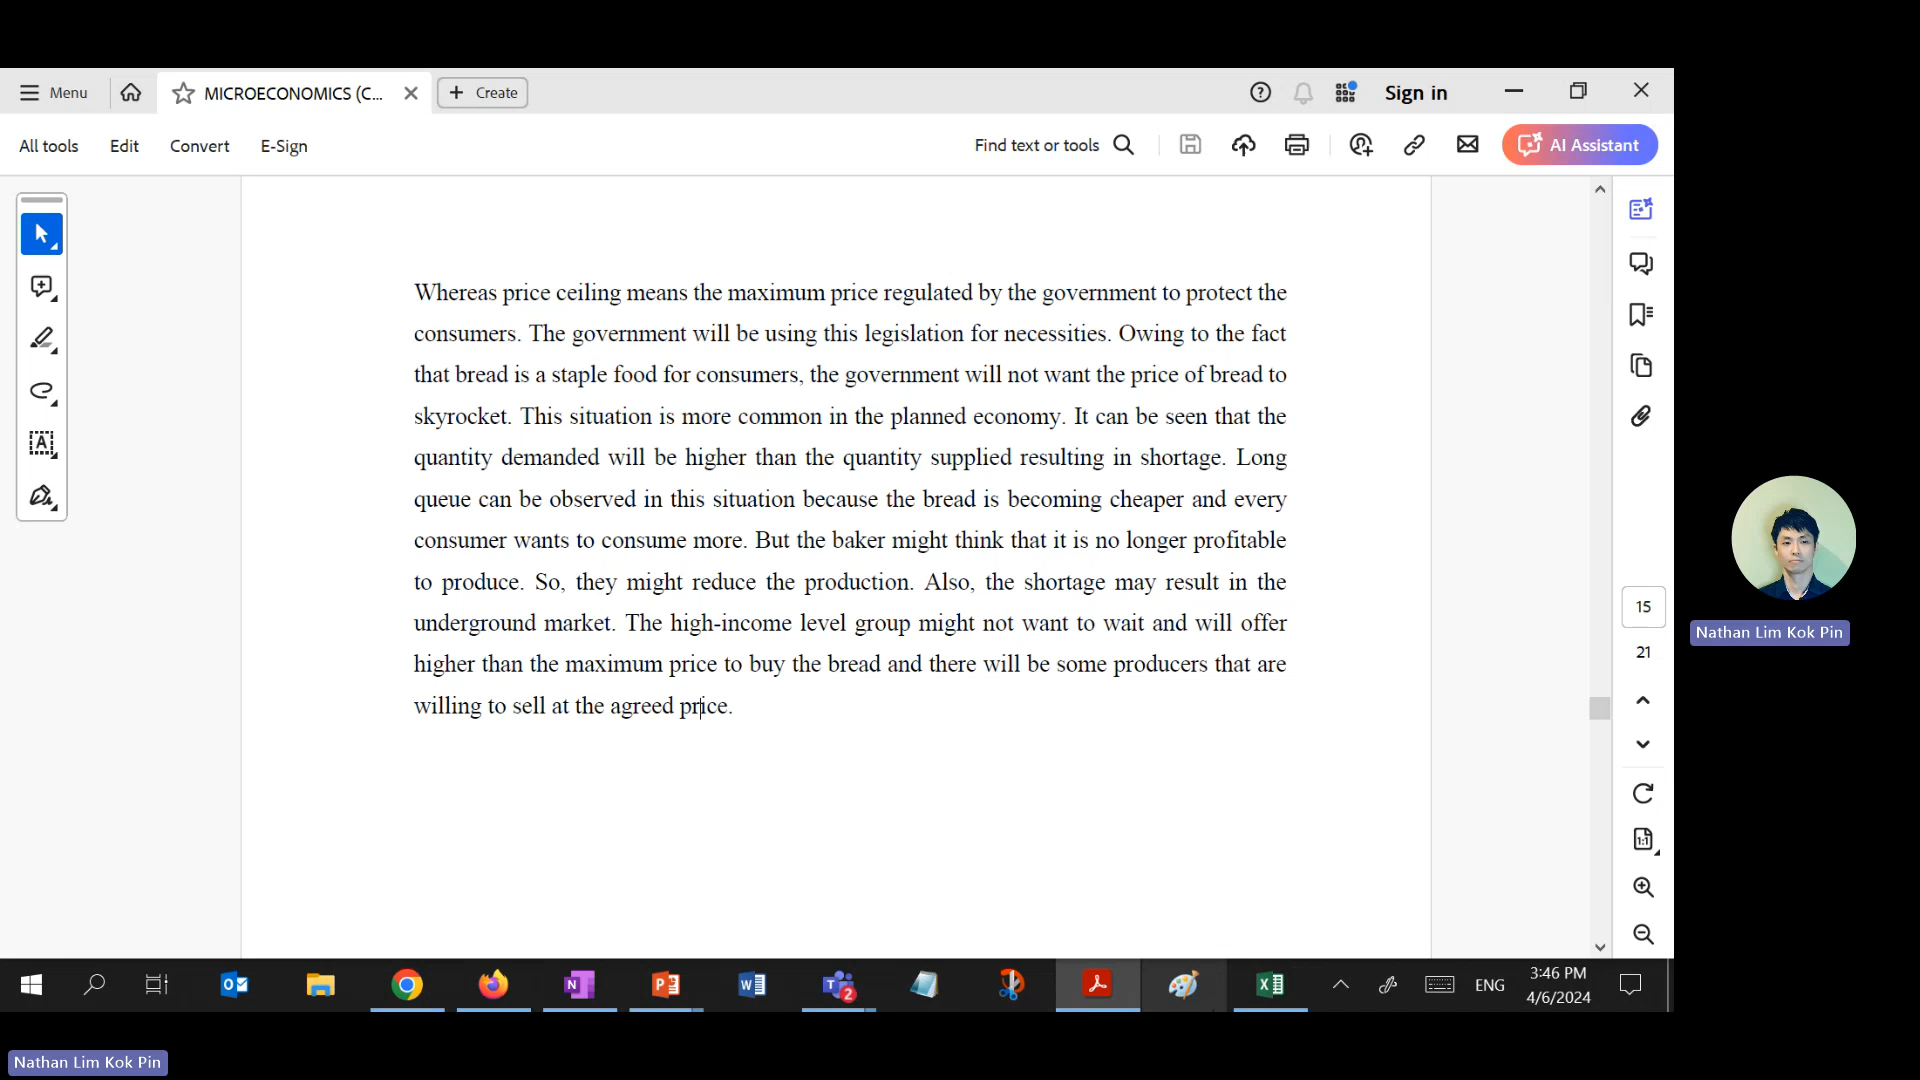 Menu
MICROECONOMICS (C...
Create
Sign in
All tools
Edit
Convert
E-Sign
Find text or tools
AI Assistant
Whereas price ceiling means the maximum price regulated by the government to protect the
consumers. The government will be using this legislation for necessities. Owing to the fact
that bread is a staple food for consumers, the government will not want the price of bread to
skyrocket. This situation is more common in the planned economy. It can be seen that the
quantity demanded will be higher than the quantity supplied resulting in shortage. Long
queue can be observed in this situation because the bread is becoming cheaper and every
consumer wants to consume more. But the baker might think that it is no longer profitable
to produce. So, they might reduce the production. Also, the shortage may result in the
underground market. The high-income level group might not want to wait and will offer
higher than the maximum price to buy the bread and there will be some producers that are
willing to sell at the agreed price.
15
21
1:1
Nathan Lim Kok Pin
2
ENG
3:46 PM
4/6/2024
Nathan Lim Kok Pin